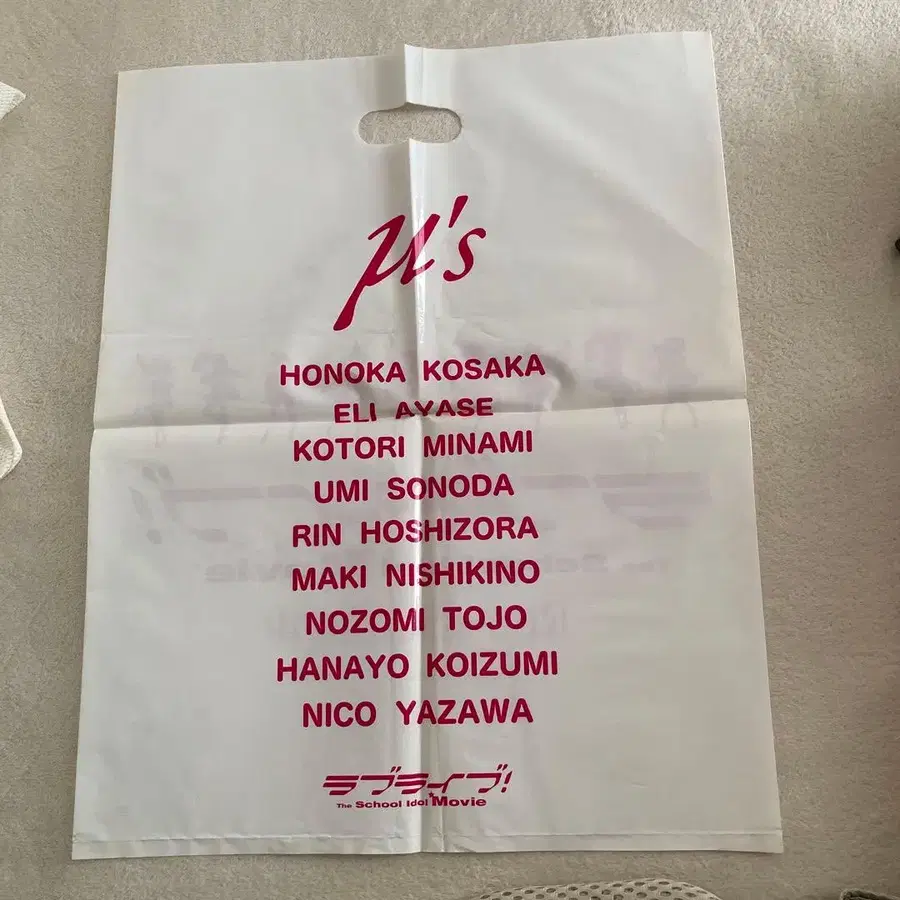 μ's
HONOKA KOSAKA
ELI AYASE
KOTORI MINAMI
UMI SONODA
RIN HOSHIZORA
MAKI NISHIKINO
NOZOMI TOJO
HANAYO KOIZUMI
NICO YAZAWA
ラブライブ!
The School Idol Movie